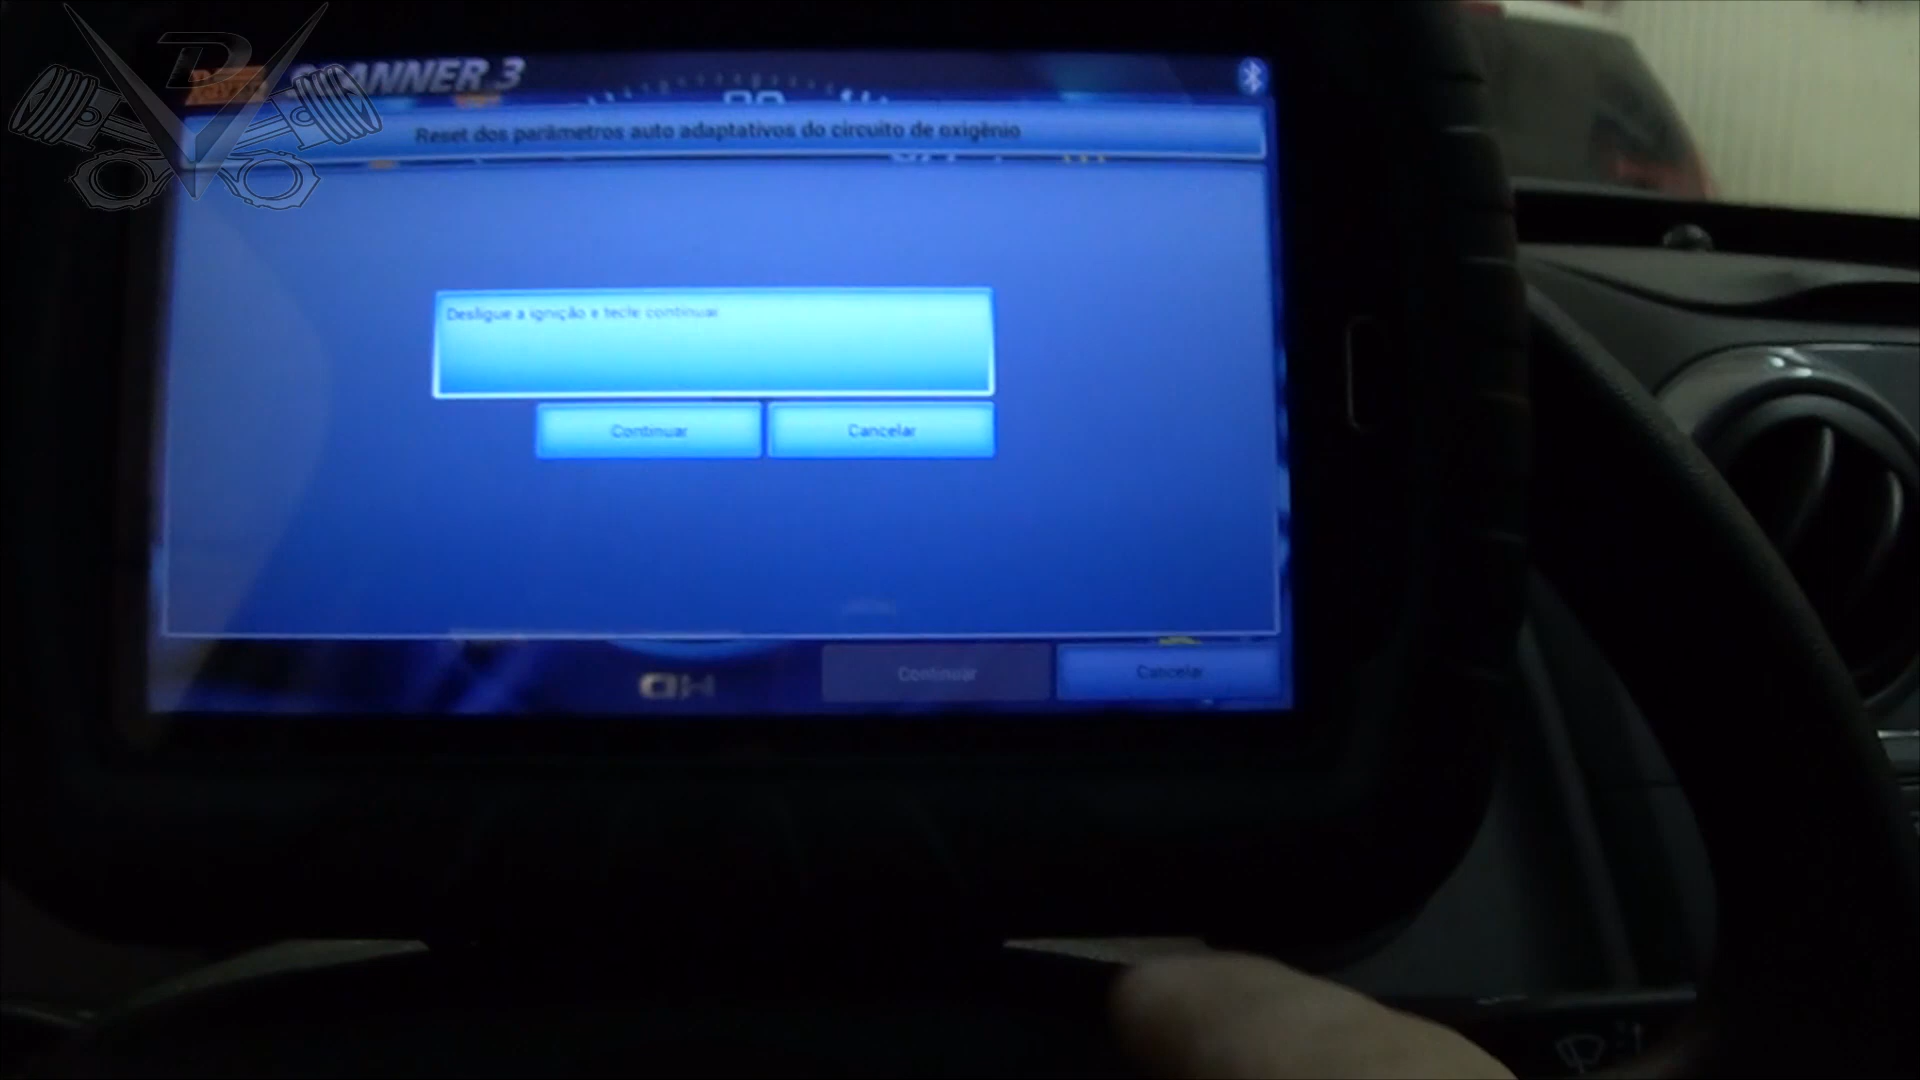 SCANNER 3
Reset dos parâmetros auto adaptativos do circuito de oxigênio
Desligue a ignição e tecle continuar
Continuar
Cancelar
Continuar
Cancelar